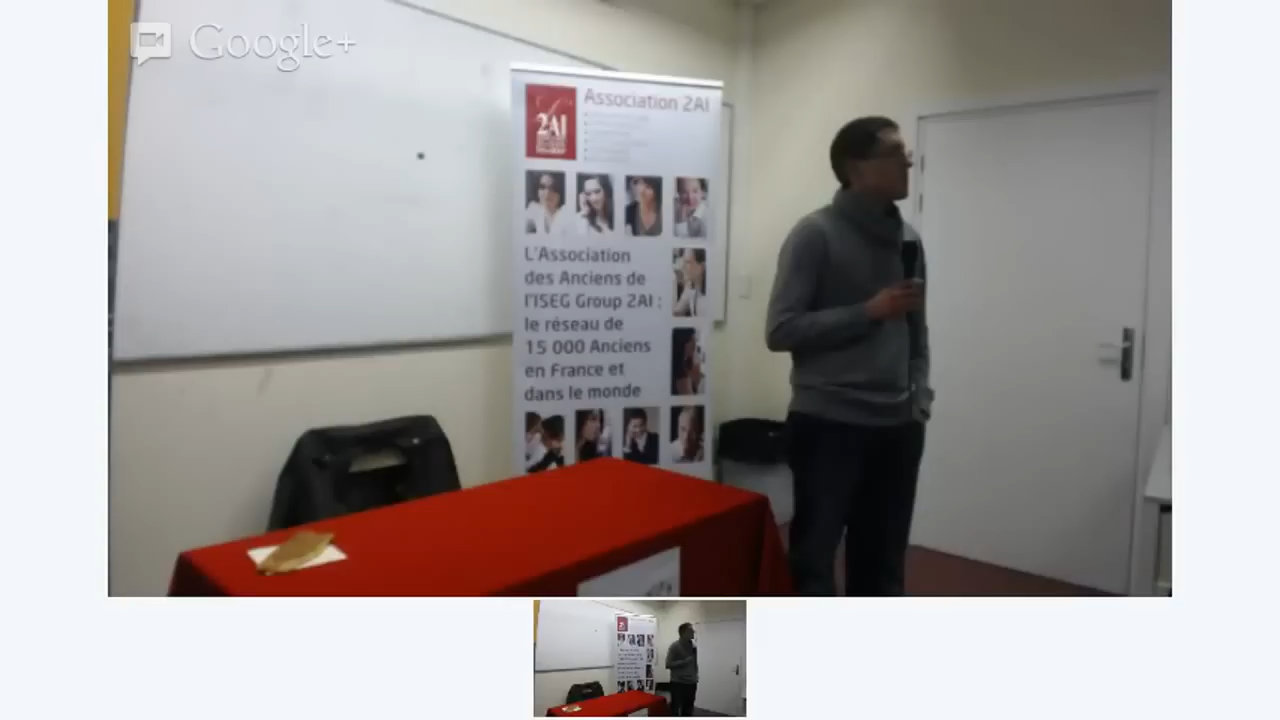 Google+
Association 2AI
2AI
L'Association
des Anciens de
l'ISEG Group 2AI :
le réseau de
15 000 Anciens
en France et
dans le monde